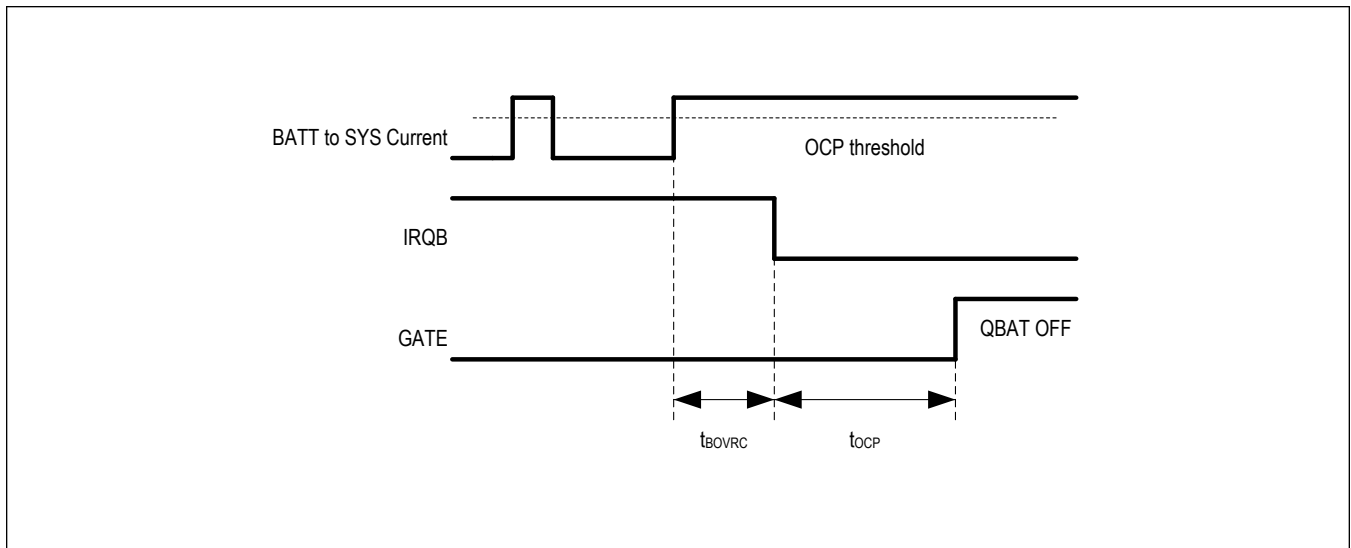 BATT to SYS Current
OCP threshold
IRQB
GATE
QBAT OFF
tBOVRC
tOCP